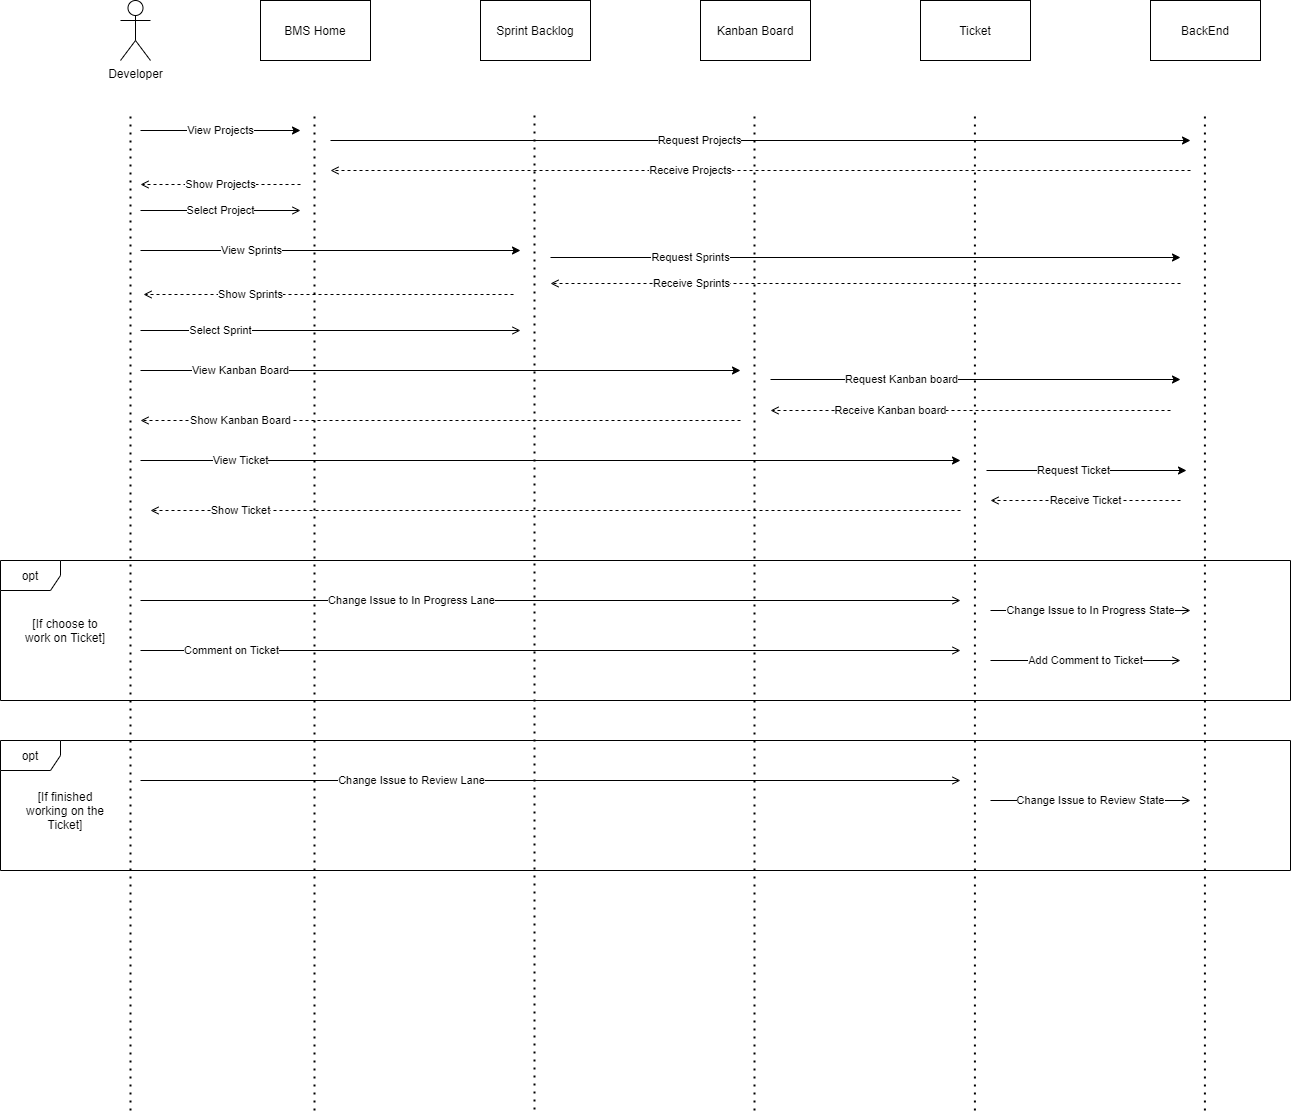 BMS Home
Sprint Backlog
Kanban Board
Ticket
BackEnd
Developer
View Projects
Request Projects
Receive Projects
Show Projects
Select Project
View Sprints
Request Sprints
Receive Sprints
Show Sprints
Select Sprint
View Kanban Board
Request Kanban board
Receive Kanban board
Show Kanban Board
View Ticket
Request Ticket
Receive Ticket
Show Ticket
opt
Change Issue to In Progress Lane
Change Issue to In Progress State
[If choose to
work on Ticket]
Comment on Ticket
Add Comment to Ticket
opt
Change Issue to Review Lane
[If finished
working on the
Ticket]
Change Issue to Review State